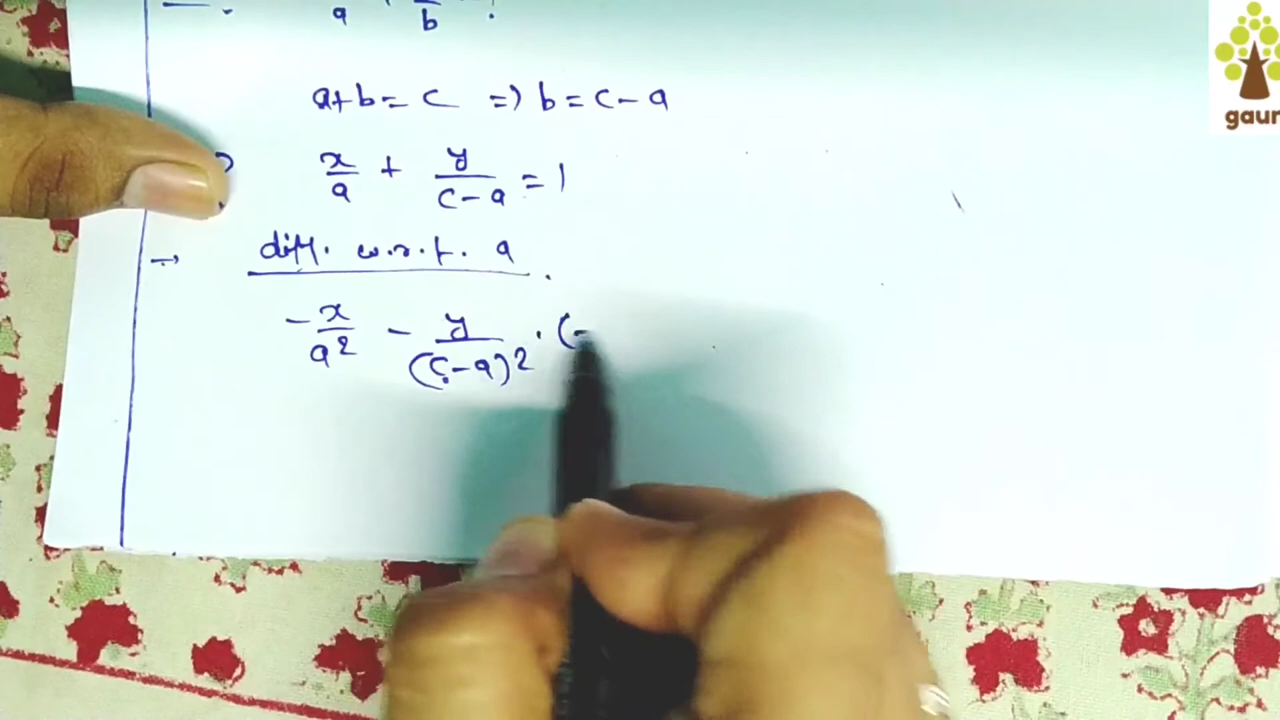 a b
a+b = c => b = c - a
x/a + y/(c-a) = 1
→ diff. w.r.t. a.
-x/a² - y/(c-a)² · (-
gaur